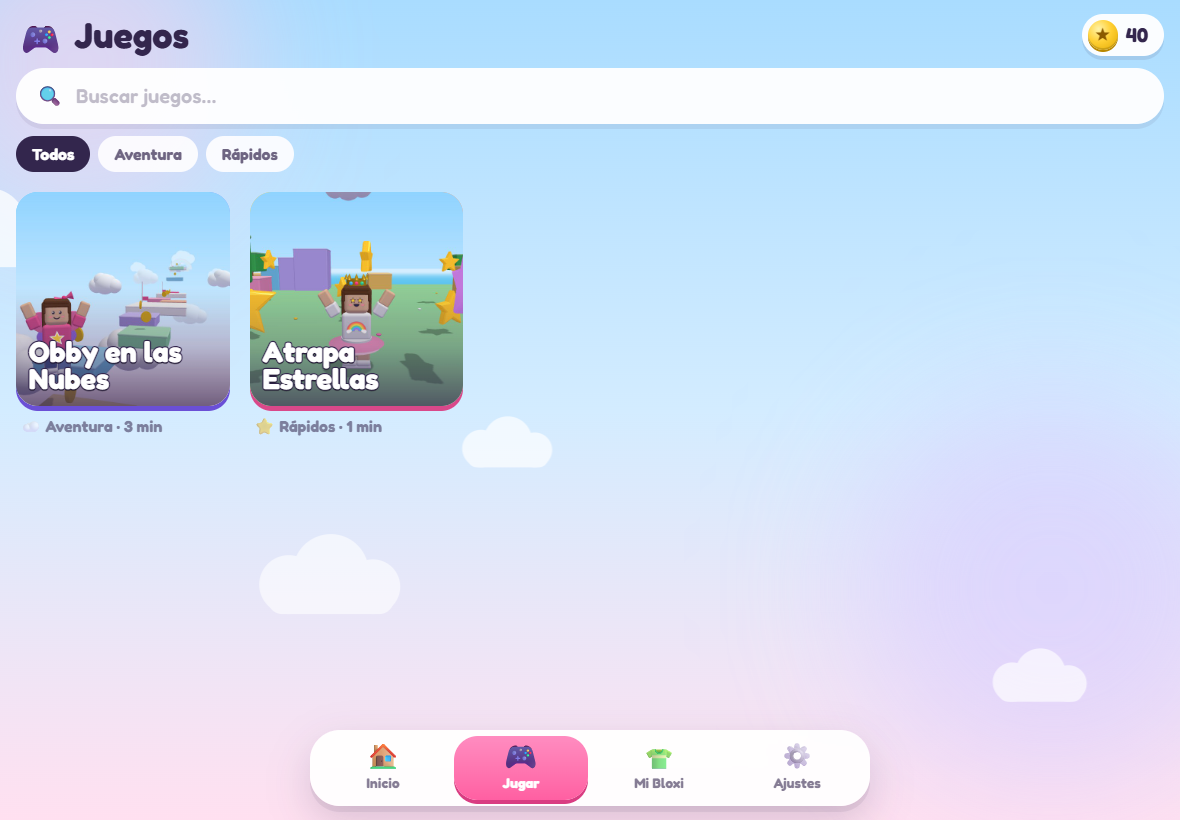 Juegos
40
Buscar juegos...
Todos
Aventura
Rápidos
Obby en las
Nubes
Atrapa
Estrellas
Aventura · 3 min
Rápidos · 1 min
Inicio
Jugar
Mi Bloxi
Ajustes